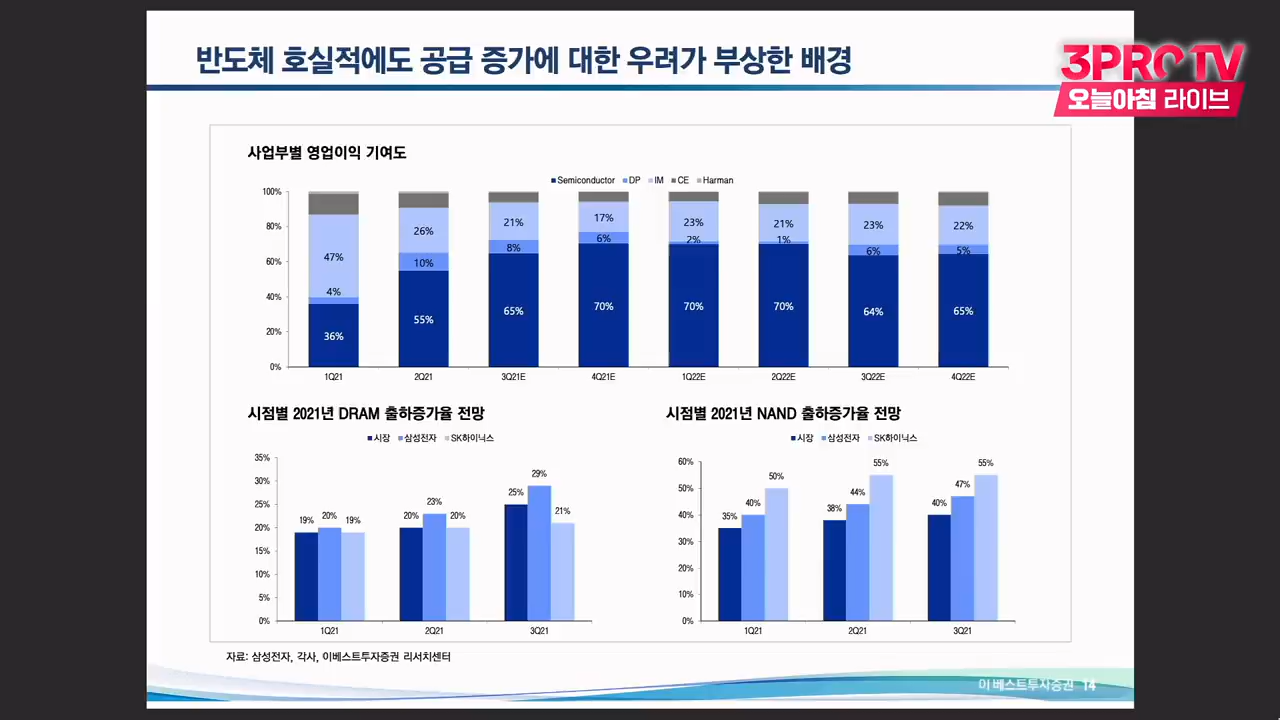 반도체 호실적에도 공급 증가에 대한 우려가 부상한 배경
3PROTV
오늘아침 라이브
사업부별 영업이익 기여도
Semiconductor DP IM CE Harman
100%
80%
60%
40%
20%
0%
47% 26% 21% 17% 23% 21% 23% 22%
4% 10% 8% 6% 2% 1% 6% 5%
36% 55% 65% 70% 70% 70% 64% 65%
1Q21 2Q21 3Q21E 4Q21E 1Q22E 2Q22E 3Q22E 4Q22E
시점별 2021년 DRAM 출하증가율 전망
시장 삼성전자 SK하이닉스
35%
30%
25%
20%
15%
10%
5%
0%
19% 20% 19% 20% 23% 20% 25% 29% 21%
1Q21 2Q21 3Q21
시점별 2021년 NAND 출하증가율 전망
시장 삼성전자 SK하이닉스
60%
50%
40%
30%
20%
10%
0%
35% 40% 50% 38% 44% 55% 40% 47% 55%
1Q21 2Q21 3Q21
자료: 삼성전자, 각사, 이베스트투자증권 리서치센터
이베스트투자증권 14